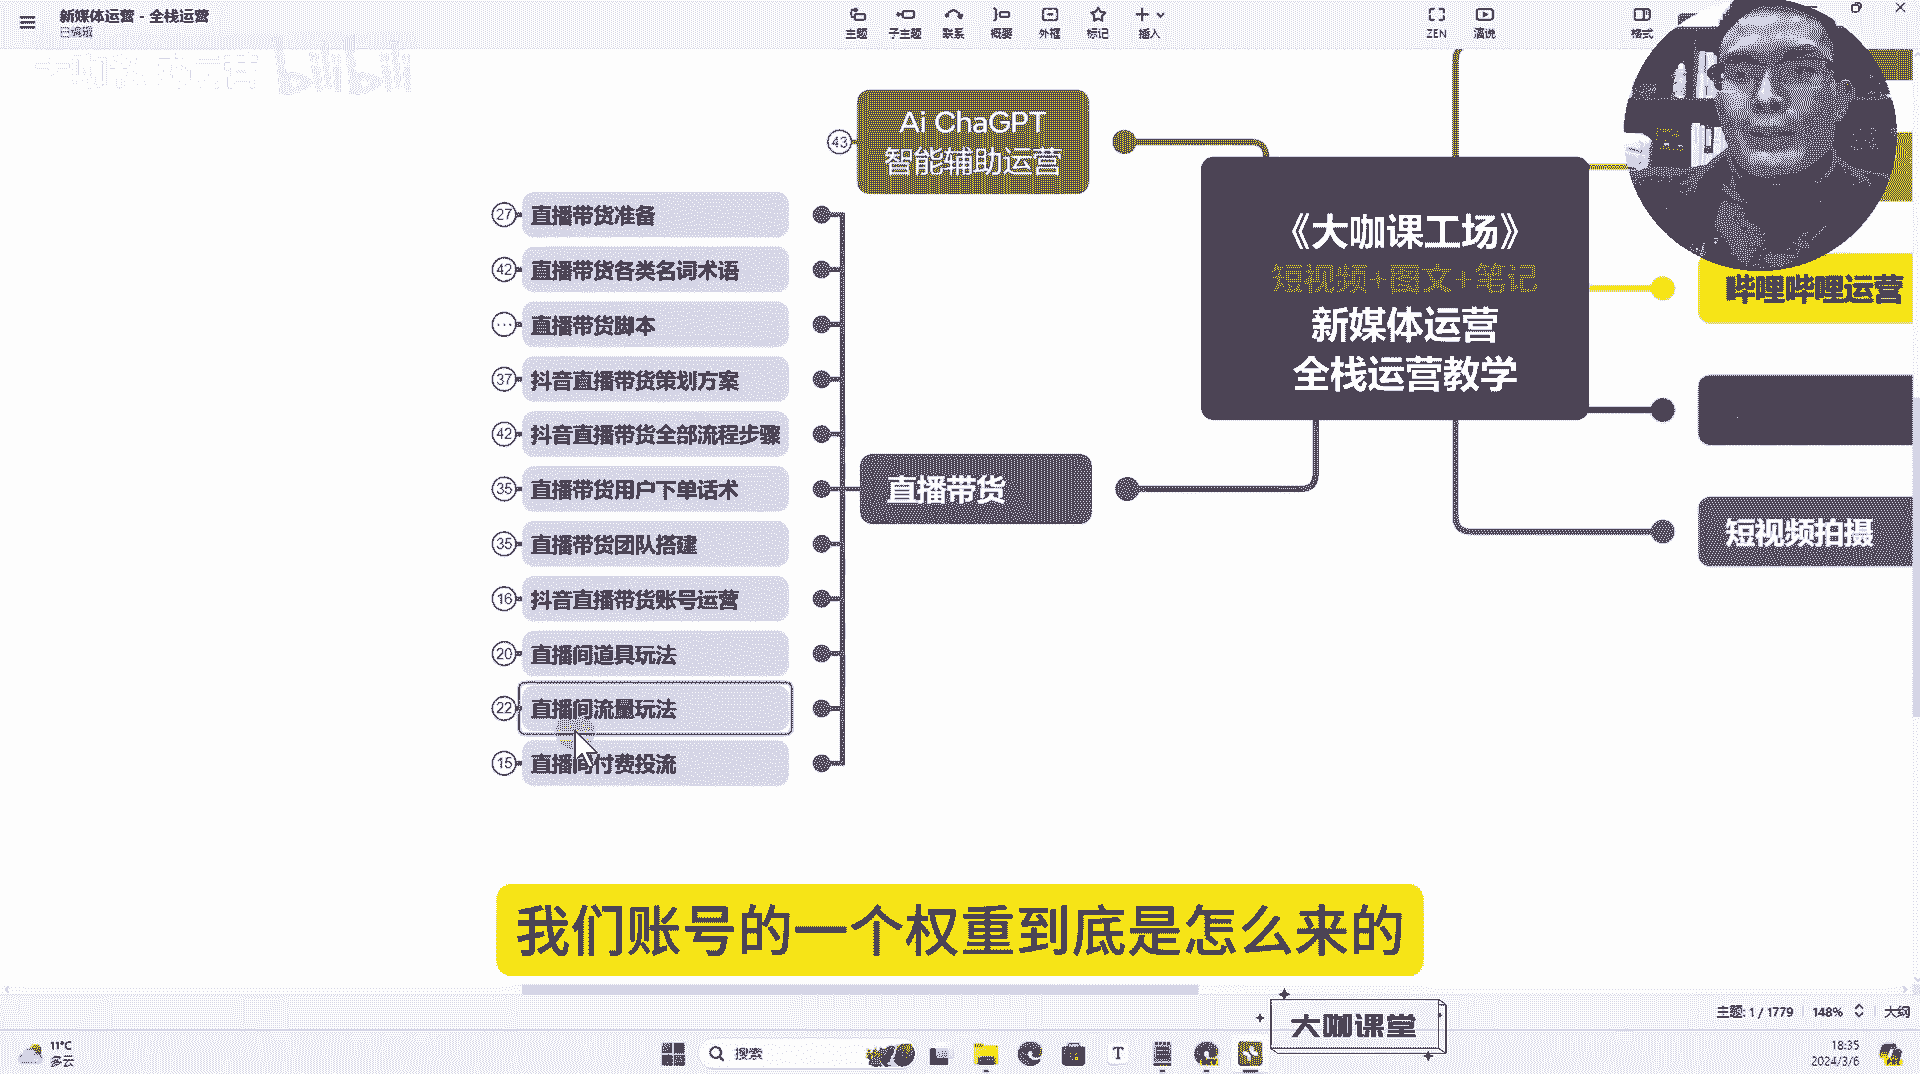 新媒体运营 - 全栈运营
已编辑
主题
子主题
联系
概要
外框
标记
插入
ZEN
演说
格式
bilibili
43
Ai ChaGPT
智能辅助运营
27
直播带货准备
42
直播带货各类名词术语
直播带货脚本
37
抖音直播带货策划方案
42
抖音直播带货全部流程步骤
35
直播带货用户下单话术
35
直播带货团队搭建
16
抖音直播带货账号运营
20
直播间道具玩法
22
直播间流量玩法
15
直播间付费投流
直播带货
《大咖课工场》
短视频+图文+笔记
新媒体运营
全栈运营教学
哔哩哔哩运营
短视频拍摄
我们账号的一个权重到底是怎么来的
主题: 1 / 1779
148%
大纲
大咖课堂
11°C
多云
搜索
18:35
2024/3/6